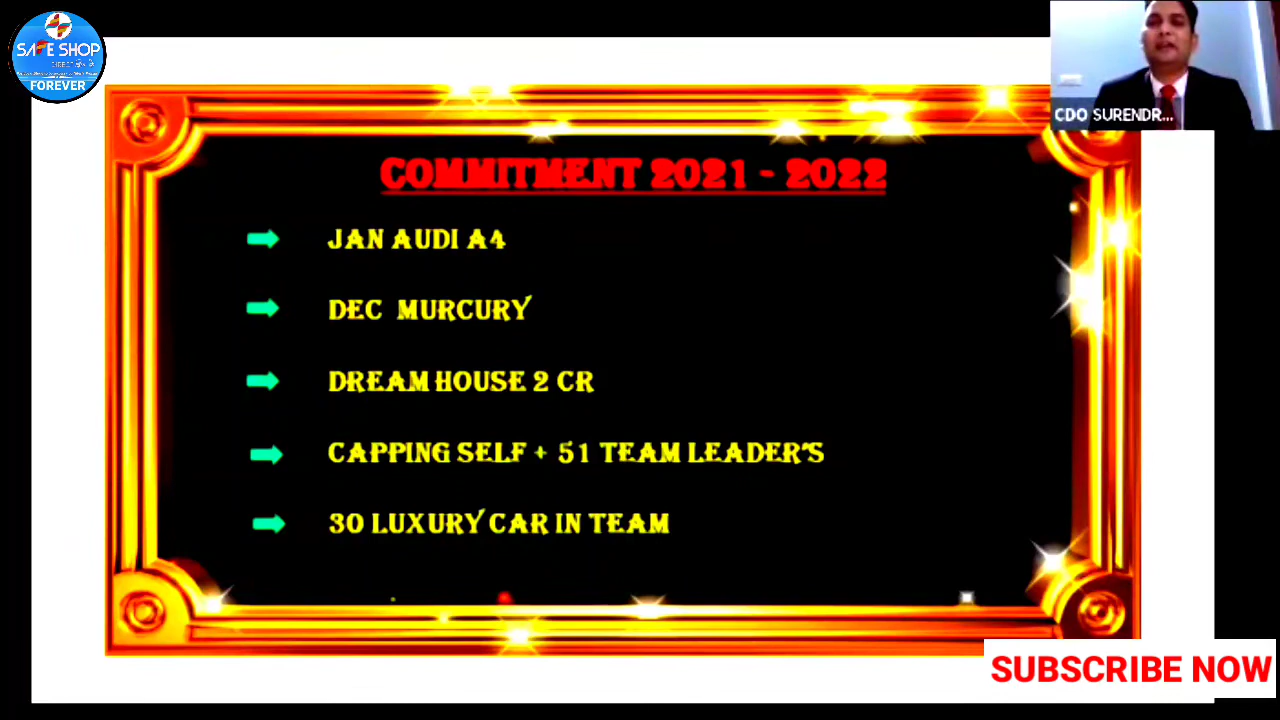 SAFE SHOP
FOREVER
CDO SURENDR...
COMMITMENT 2021 - 2022
JAN AUDI A4
DEC MURCURY
DREAM HOUSE 2 CR
CAPPING SELF + 51 TEAM LEADER'S
30 LUXURY CAR IN TEAM
SUBSCRIBE NOW